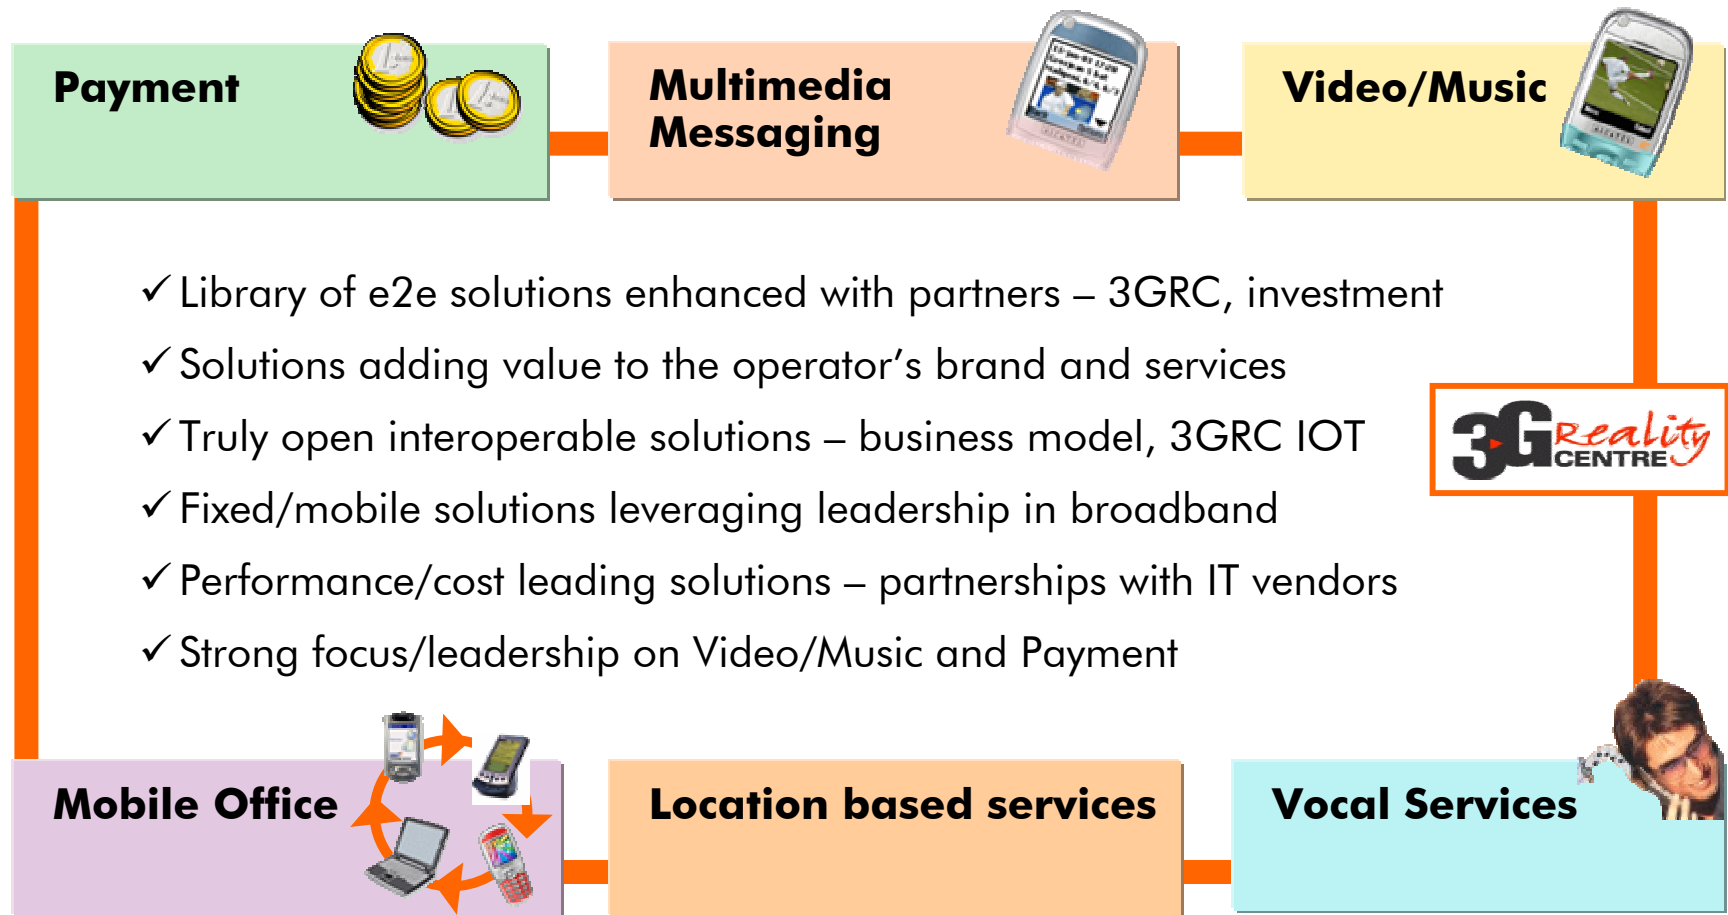 Payment
Multimedia
Messaging
Video/Music
ALCATEL
ALCATEL
✓ Library of e2e solutions enhanced with partners – 3GRC, investment
✓ Solutions adding value to the operator’s brand and services
✓ Truly open interoperable solutions – business model, 3GRC IOT
✓ Fixed/mobile solutions leveraging leadership in broadband
✓ Performance/cost leading solutions – partnerships with IT vendors
✓ Strong focus/leadership on Video/Music and Payment
3G Reality
CENTRE
Mobile Office
Location based services
Vocal Services